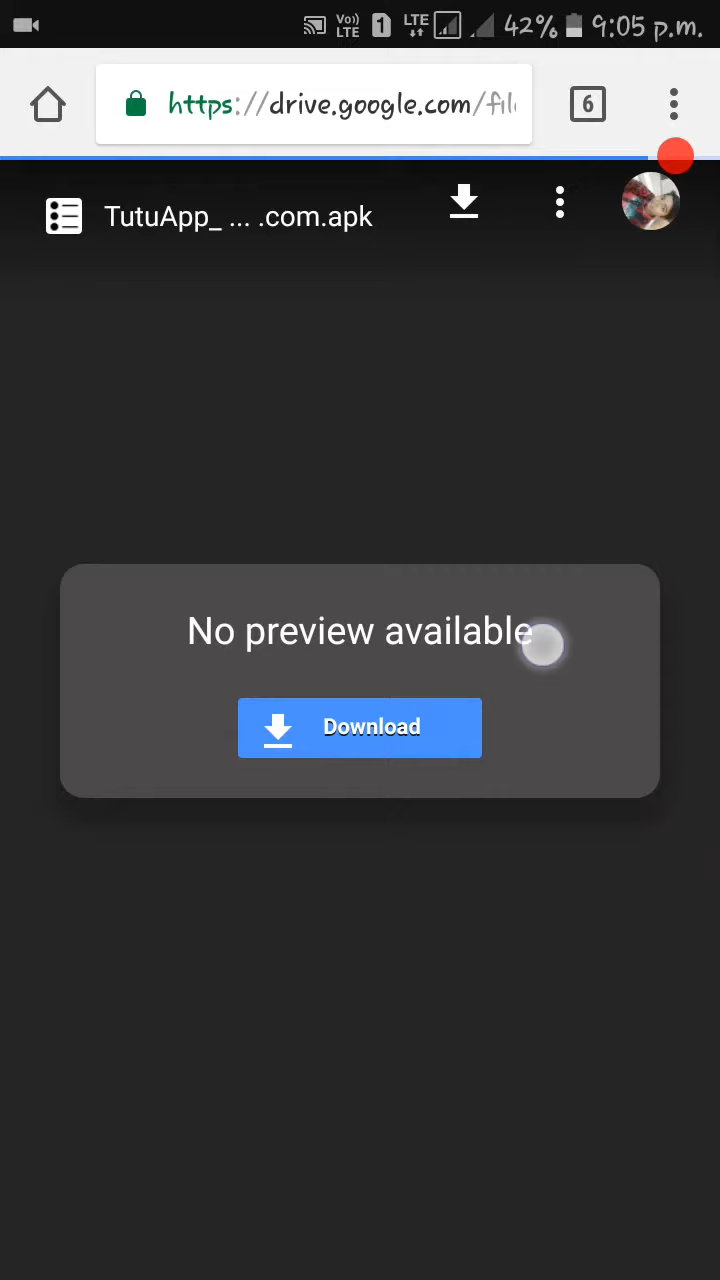 Vo))
LTE
1
LTE
42%
9:05 p.m.
https://drive.google.com/fil
6
TutuApp_ ... .com.apk
No preview available
Download